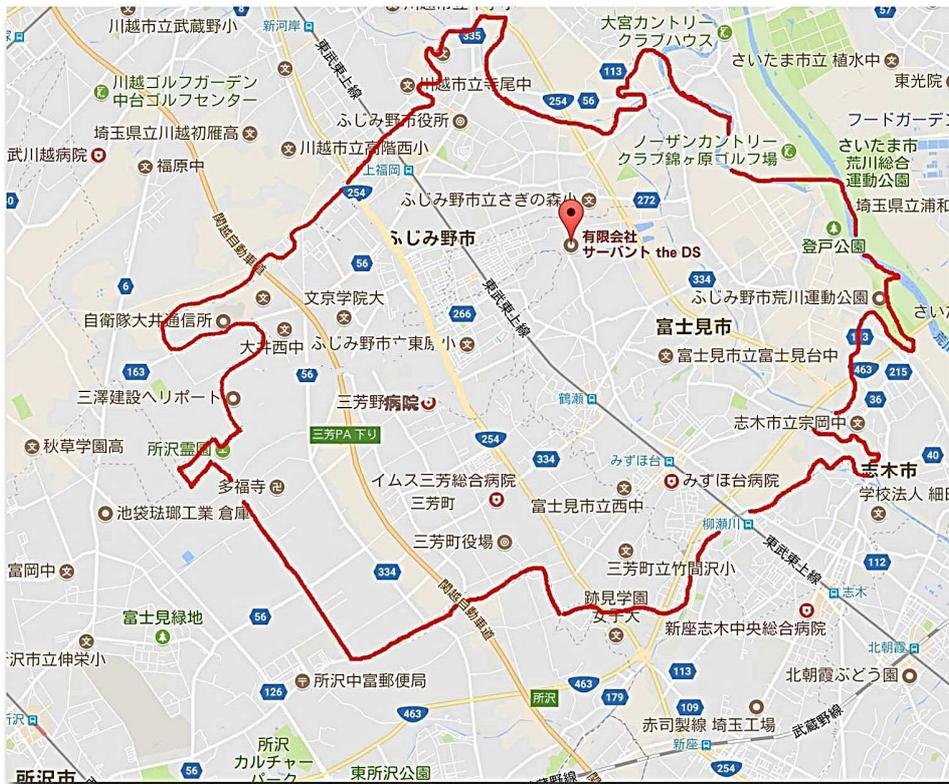 川越市立武蔵野小
新河岸
東武東上線
335
大宮カントリー
クラブハウス
57
さいたま市立 植水中
113
川越ゴルフガーデン
中台ゴルフセンター
川越市立寺尾中
254
56
東光院
ふじみ野市役所
フードガーデン
埼玉県立川越初雁高
川越市立高階西小
ノーザンカントリー
クラブ錦ヶ原ゴルフ場
さいたま市
荒川総合
運動公園
武川越病院
福原中
上福岡
254
ふじみ野市立さぎの森小
272
埼玉県立浦和
関越自動車道
ふじみ野市
有限会社
サーバント the DS
登戸公園
56
334
6
文京学院大
東武東上線
ふじみ野市荒川運動公園
266
自衛隊大井通信所
富士見市
大井西中
ふじみ野市立東原小
富士見市立富士見台中
163
56
463
215
三澤建設ヘリポート
三芳野病院
鶴瀬
36
志木市立宗岡中
三芳PA 下り
254
秋草学園高
所沢霊園
334
みずほ台
40
志木市
多福寺
イムス三芳総合病院
みずほ台病院
三芳町
富士見市立西中
学校法人 細田
池袋琺瑯工業 倉庫
柳瀬川
三芳町役場
東武東上線
富岡中
334
三芳町立竹間沢小
112
関越自動車道
跡見学園
女子大
志木
富士見緑地
56
新座志木中央総合病院
沢市立伸栄小
北朝霞
所沢中富郵便局
463
113
北朝霞ぶどう園
126
所沢
179
109
463
赤司製線 埼玉工場
武蔵野線
新座
所沢
カルチャー
パーク
56
東所沢公園
254
所沢市